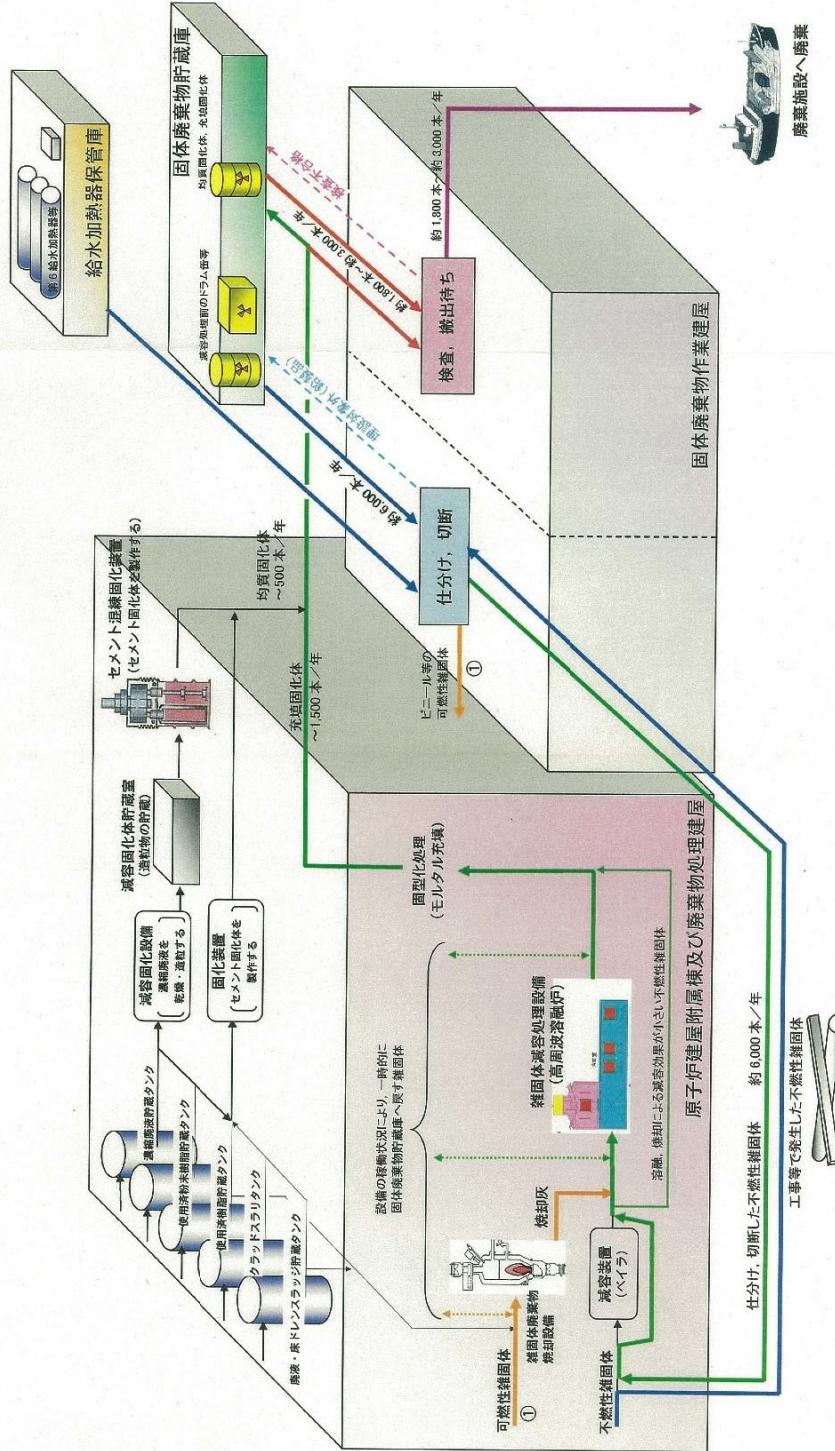 第6給水加熱器等
給水加熱器保管庫
固体廃棄物貯蔵庫
均質固化体, 充填固化体
減容処理前のドラム缶等
検査不合格
約1,800本～約3,000本／年
埋設対象外(鉛製品)
約6,000本／年
検査, 搬出待ち
約1,800本～約3,000本／年
廃棄施設へ廃棄
仕分け, 切断
ビニール等の
可燃性雑固体
①
固体廃棄物作業建屋
セメント混練固化装置
(セメント固化体を製作する)
減容固化体貯蔵室
(造粒物の貯蔵)
減容固化設備
濃縮廃液を
乾燥・造粒する
固化装置
セメント固化体を
製作する
均質固化体
～500本／年
充填固化体
～1,500本／年
濃縮廃液貯蔵タンク
使用済粉末樹脂貯蔵タンク
使用済樹脂貯蔵タンク
クラッドスラリタンク
廃液・床ドレンスラッジ貯蔵タンク
設備の稼働状況により, 一時的に
固体廃棄物貯蔵庫へ戻す雑固体
固型化処理
(モルタル充填)
可燃性雑固体
①
雑固体廃棄物
焼却設備
焼却灰
雑固体減容処理設備
(高周波溶融炉)
不燃性雑固体
減容装置
(ベイラ)
溶融, 焼却による減容効果が小さい不燃性雑固体
原子炉建屋附属棟及び廃棄物処理建屋
仕分け, 切断した不燃性雑固体 約6,000本／年
工事等で発生した不燃性雑固体